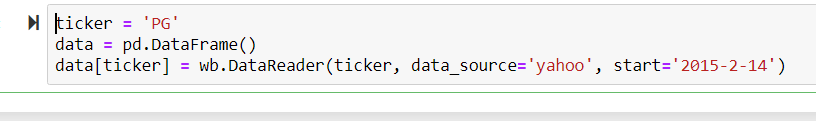 ticker = 'PG'
data = pd.DataFrame()
data[ticker] = wb.DataReader(ticker, data_source='yahoo', start='2015-2-14')